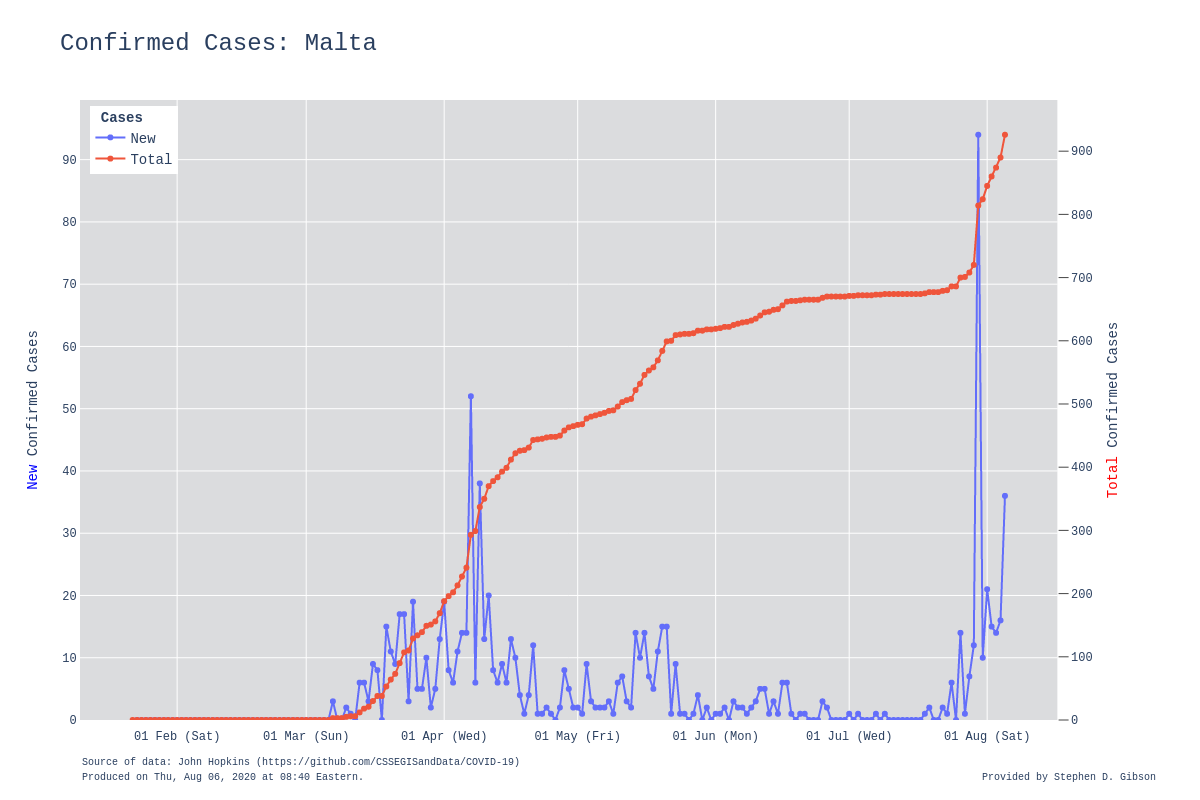 Confirmed Cases: Malta
Cases
New
Total
90
80
70
60
50
40
30
20
10
0
900
800
700
600
500
400
300
200
100
0
New Confirmed Cases
Total Confirmed Cases
01 Feb (Sat)
01 Mar (Sun)
01 Apr (Wed)
01 May (Fri)
01 Jun (Mon)
01 Jul (Wed)
01 Aug (Sat)
Source of data: John Hopkins (https://github.com/CSSEGISandData/COVID-19)
Produced on Thu, Aug 06, 2020 at 08:40 Eastern.
Provided by Stephen D. Gibson